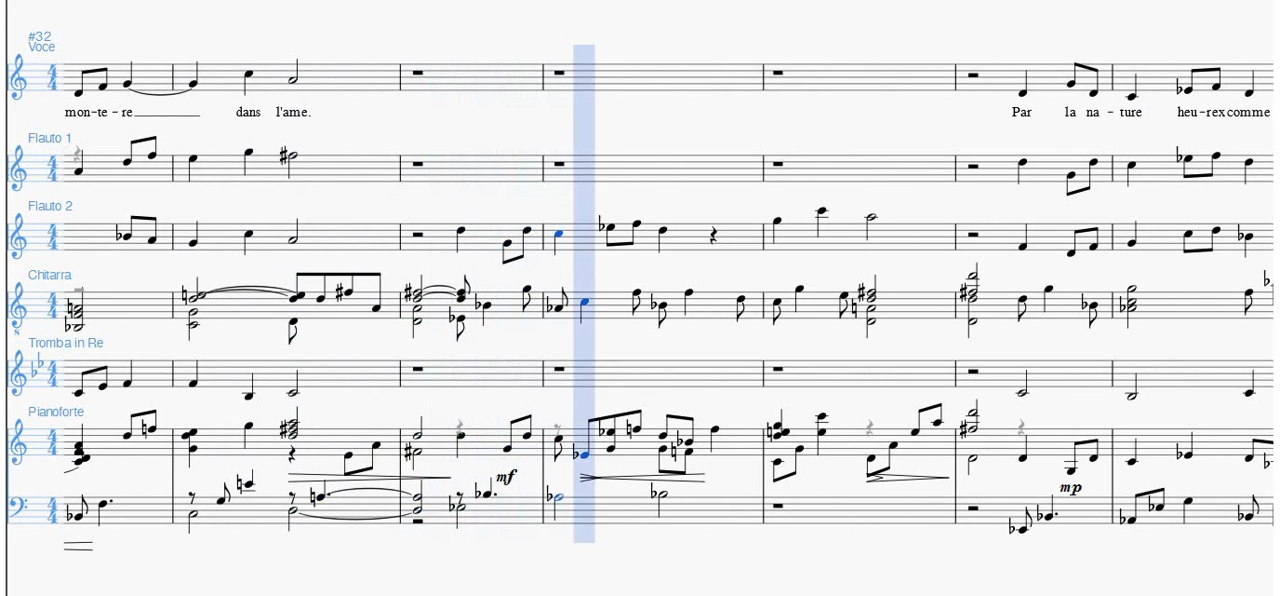 #32
Voce
mon-te-re dans l'ame. Par la na-ture heu-rex comme
Flauto 1
Flauto 2
Chitarra
8
Tromba in Re
Pianoforte
mf
mp